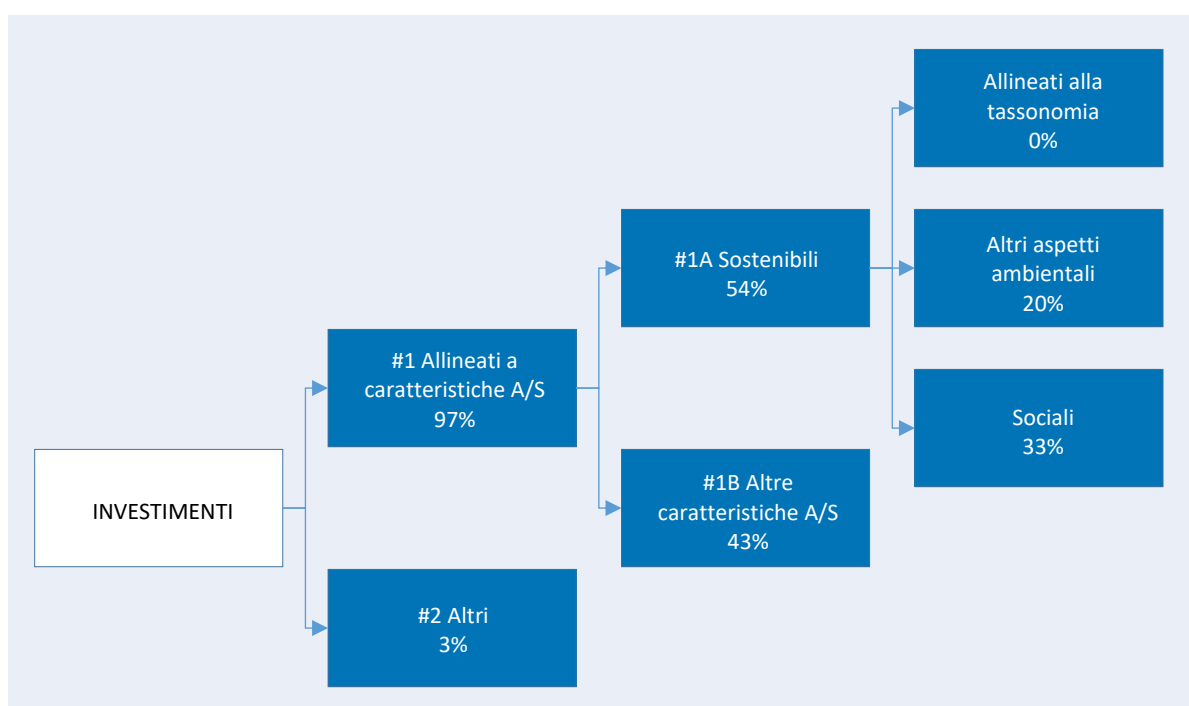 INVESTIMENTI
#1 Allineati a
caratteristiche A/S
97%
#2 Altri
3%
#1A Sostenibili
54%
#1B Altre
caratteristiche A/S
43%
Allineati alla
tassonomia
0%
Altri aspetti
ambientali
20%
Sociali
33%